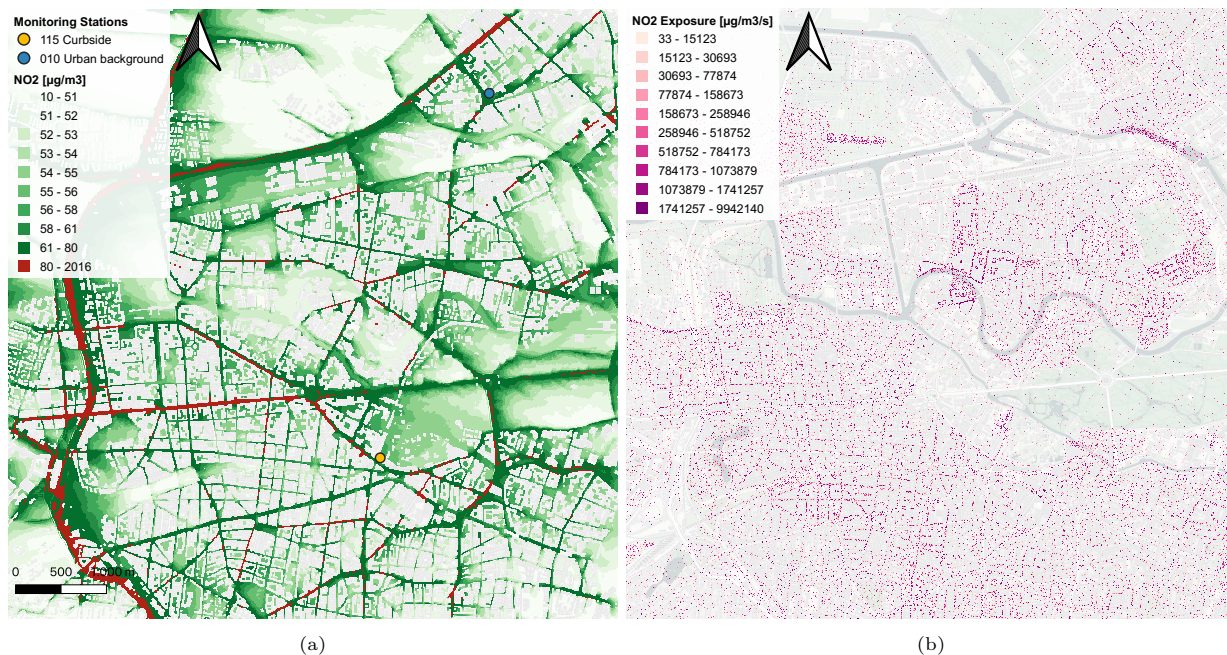 Monitoring Stations
115 Curbside
010 Urban background
NO2 [µg/m3]
10 - 51
51 - 52
52 - 53
53 - 54
54 - 55
55 - 56
56 - 58
58 - 61
61 - 80
80 - 2016
0 500 1,000 m
(a)
NO2 Exposure [µg/m3/s]
33 - 15123
15123 - 30693
30693 - 77874
77874 - 158673
158673 - 258946
258946 - 518752
518752 - 784173
784173 - 1073879
1073879 - 1741257
1741257 - 9942140
(b)